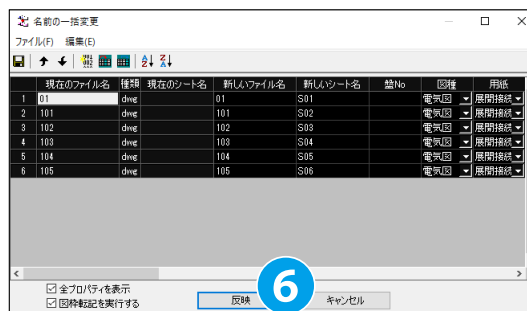 名前の一括変更
ファイル(F) 編集(E)
現在のファイル名 種類 現在のシート名 新しいファイル名 新しいシート名 盤No 図種 用紙
1 01 dwg 01 S01 電気図 展開接続
2 101 dwg 101 S02 電気図 展開接続
3 102 dwg 102 S03 電気図 展開接続
4 103 dwg 103 S04 電気図 展開接続
5 104 dwg 104 S05 電気図 展開接続
6 105 dwg 105 S06 電気図 展開接続
全プロパティを表示
図枠転記を実行する
反映 6 キャンセル